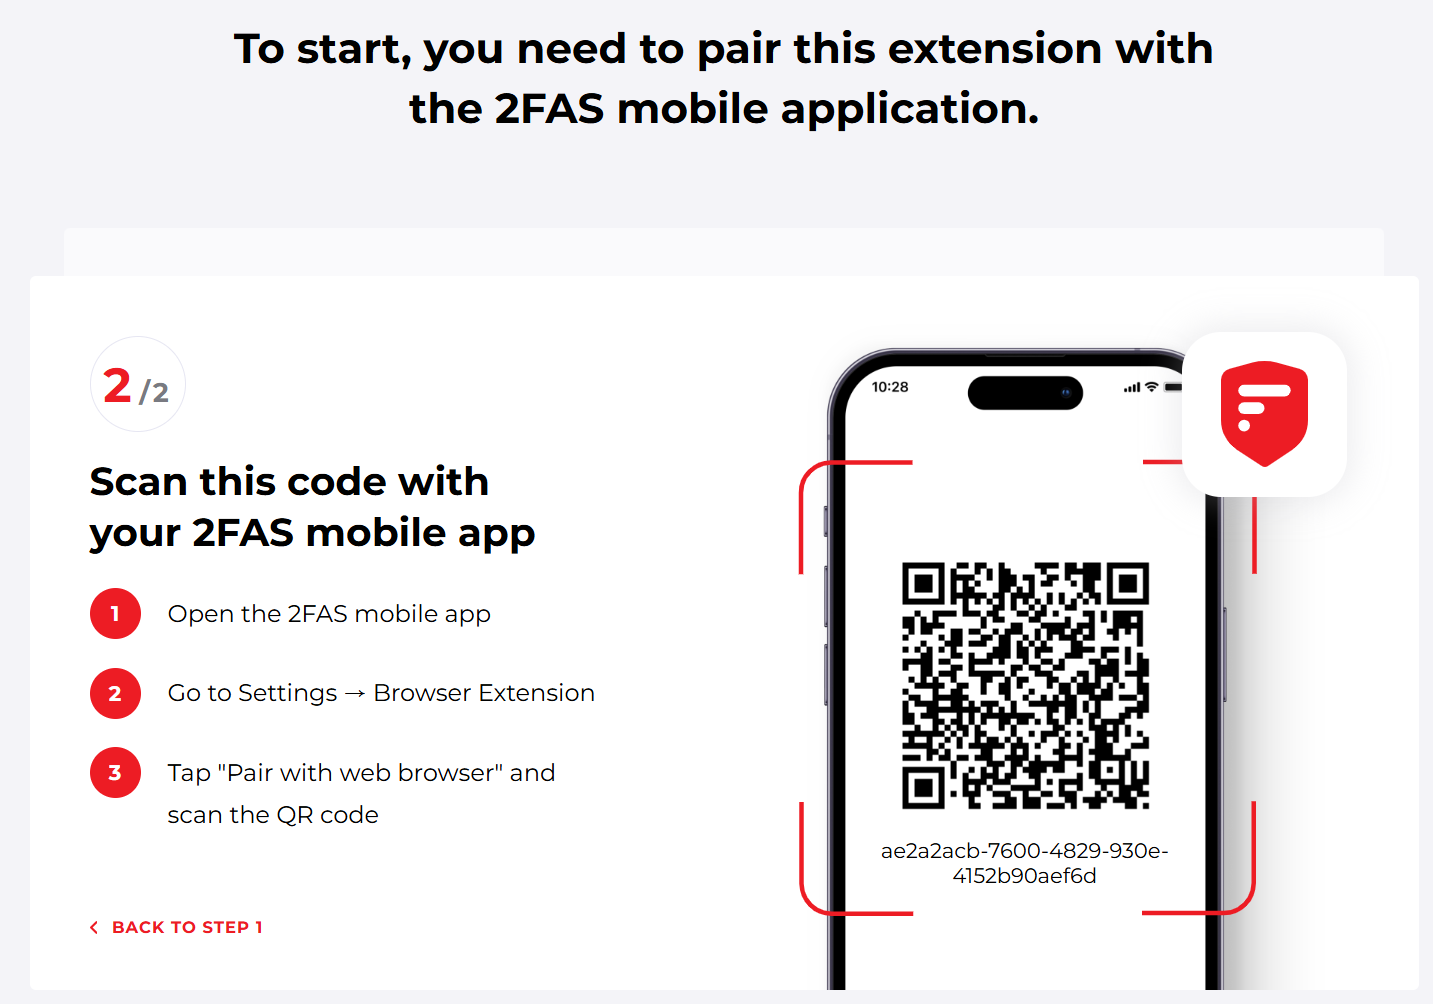 To start, you need to pair this extension with
the 2FAS mobile application.
2 /2
Scan this code with
your 2FAS mobile app
1 Open the 2FAS mobile app
2 Go to Settings → Browser Extension
3 Tap "Pair with web browser" and
scan the QR code
BACK TO STEP 1
10:28
ae2a2acb-7600-4829-930e-
4152b90aef6d